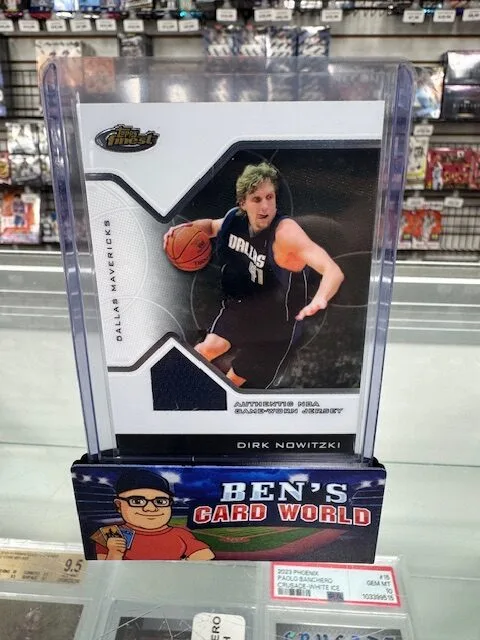 Topps
finest
DALLAS MAVERICKS
DALLAS
41
AUTHENTIC NBA
GAME-WORN JERSEY
DIRK NOWITZKI
BEN'S
CARD WORLD
9.5
2023 PHOENIX
PAOLO BANCHERO
CRUSADE-WHITE ICE
#15
GEM MT
10
103399515